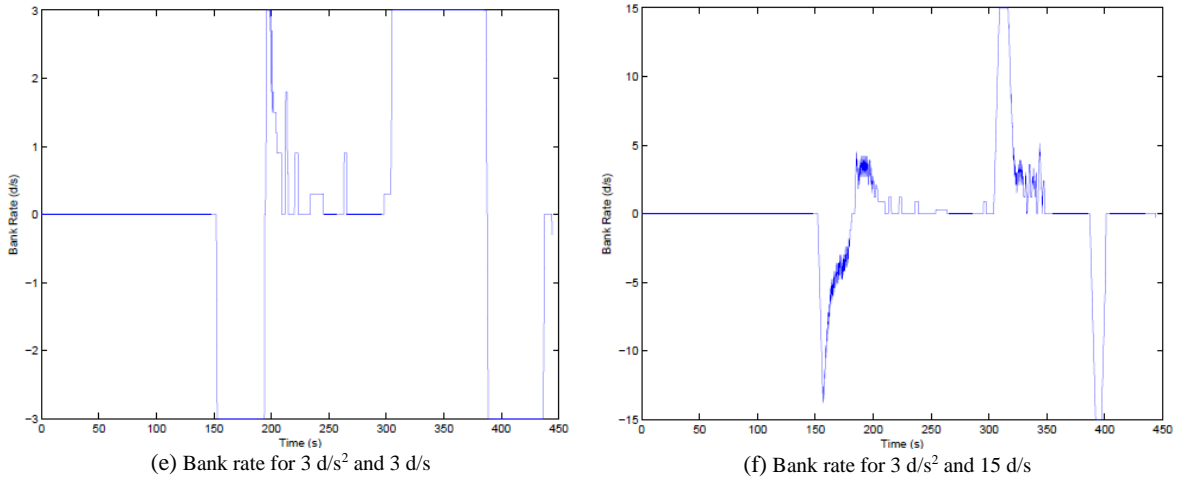 3
2
1
0
−1
−2
−3
Bank Rate (d/s)
0 50 100 150 200 250 300 350 400 450
Time (s)
(e) Bank rate for 3 d/s² and 3 d/s
15
10
5
0
−5
−10
−15
Bank Rate (d/s)
0 50 100 150 200 250 300 350 400 450
Time (s)
(f) Bank rate for 3 d/s² and 15 d/s